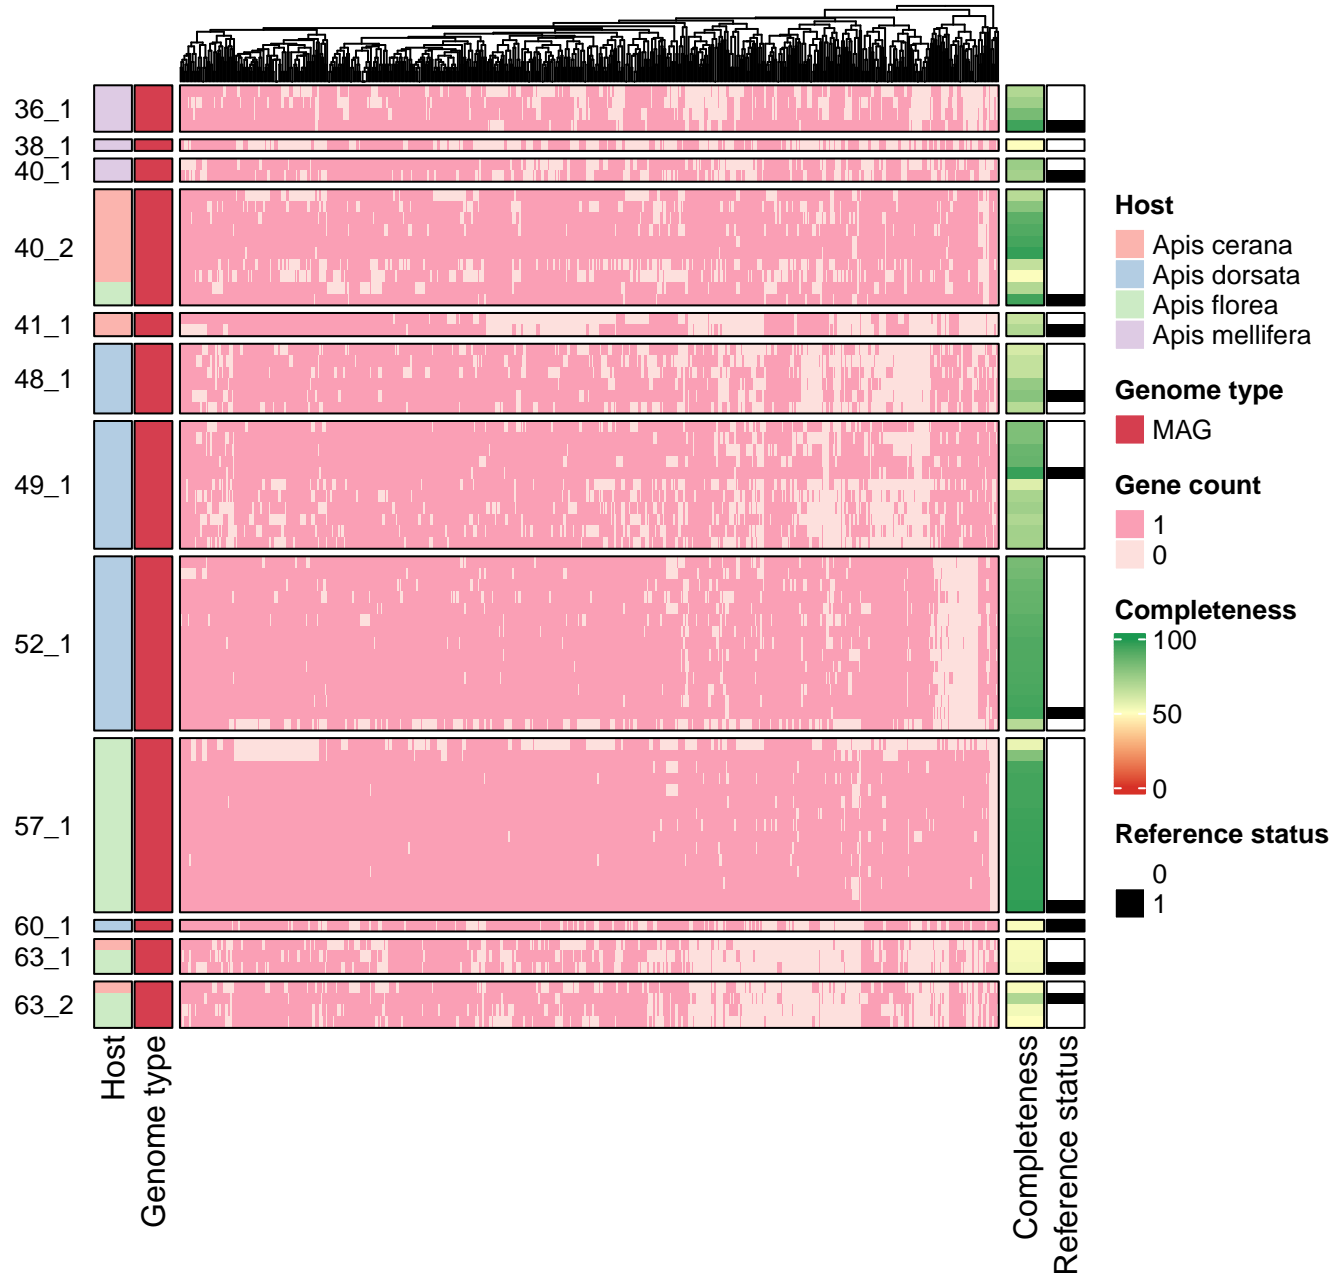 36_1
38_1
40_1
40_2
41_1
48_1
49_1
52_1
57_1
60_1
63_1
63_2
Host
Genome type
Completeness
Reference status
Host
Apis cerana
Apis dorsata
Apis florea
Apis mellifera
Genome type
MAG
Gene count
1
0
Completeness
100
50
0
Reference status
0
1